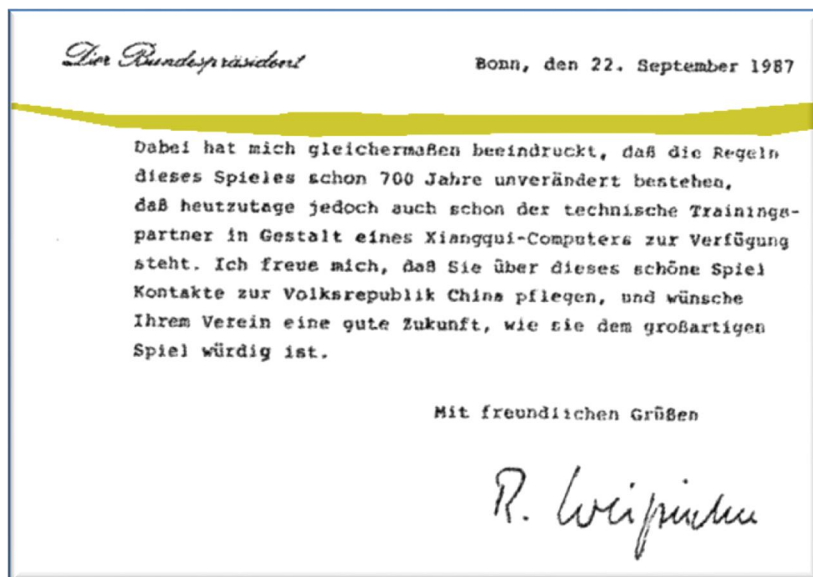 Der Bundespräsident
Bonn, den 22. September 1987
Dabei hat mich gleichermaßen beeindruckt, daß die Regeln
dieses Spieles schon 700 Jahre unverändert bestehen,
daß heutzutage jedoch auch schon der technische Trainings-
partner in Gestalt eines Xiangqui-Computers zur Verfügung
steht. Ich freue mich, daß Sie über dieses schöne Spiel
Kontakte zur Volksrepublik China pflegen, und wünsche
Ihrem Verein eine gute Zukunft, wie sie dem großartigen
Spiel würdig ist.
Mit freundlichen Grüßen
R. Weizsäcker